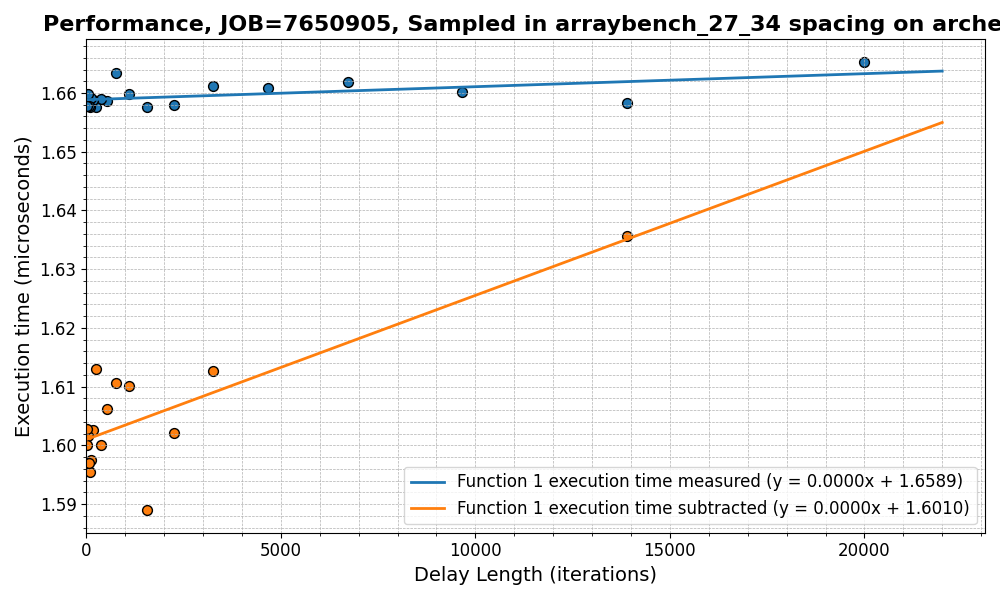 Performance, JOB=7650905, Sampled in arraybench_27_34 spacing on arche
Execution time (microseconds)
1.66
1.65
1.64
1.63
1.62
1.61
1.60
1.59
Function 1 execution time measured (y = 0.0000x + 1.6589)
Function 1 execution time subtracted (y = 0.0000x + 1.6010)
0 5000 10000 15000 20000
Delay Length (iterations)